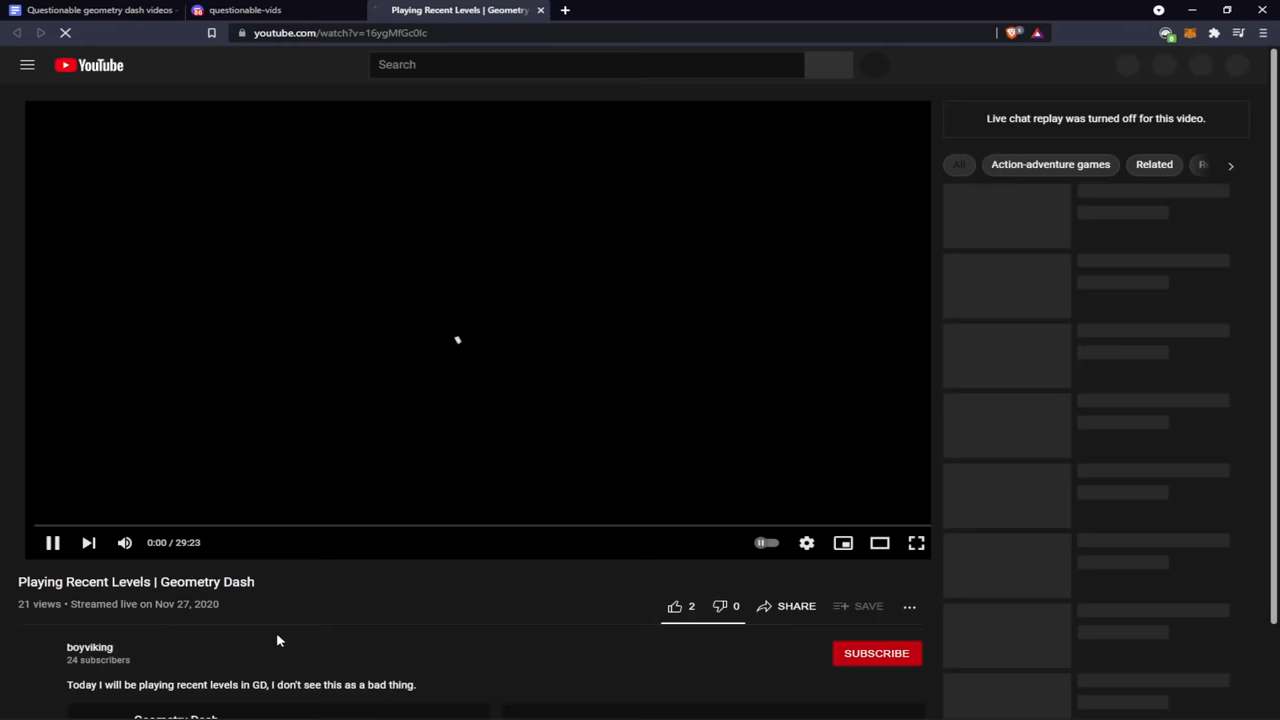 Questionable geometry dash videos
questionable-vids
Playing Recent Levels | Geometry
youtube.com/watch?v=16ygMfGc0Ic
YouTube
Search
Live chat replay was turned off for this video.
All
Action-adventure games
Related
0:00 / 29:23
Playing Recent Levels | Geometry Dash
21 views • Streamed live on Nov 27, 2020
2
0
SHARE
SAVE
boyviking
24 subscribers
SUBSCRIBE
Today I will be playing recent levels in GD, I don't see this as a bad thing.
Geometry Dash